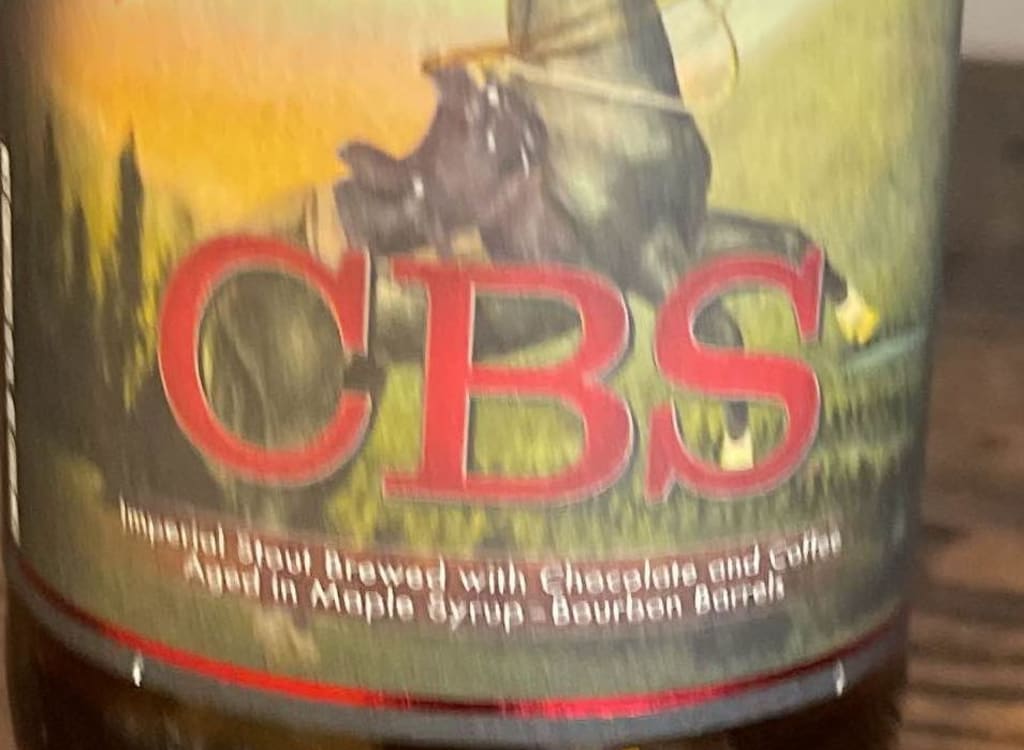 CBS
Imperial Stout Brewed with Chocolate and Coffee
Aged in Maple Syrup - Bourbon Barrels